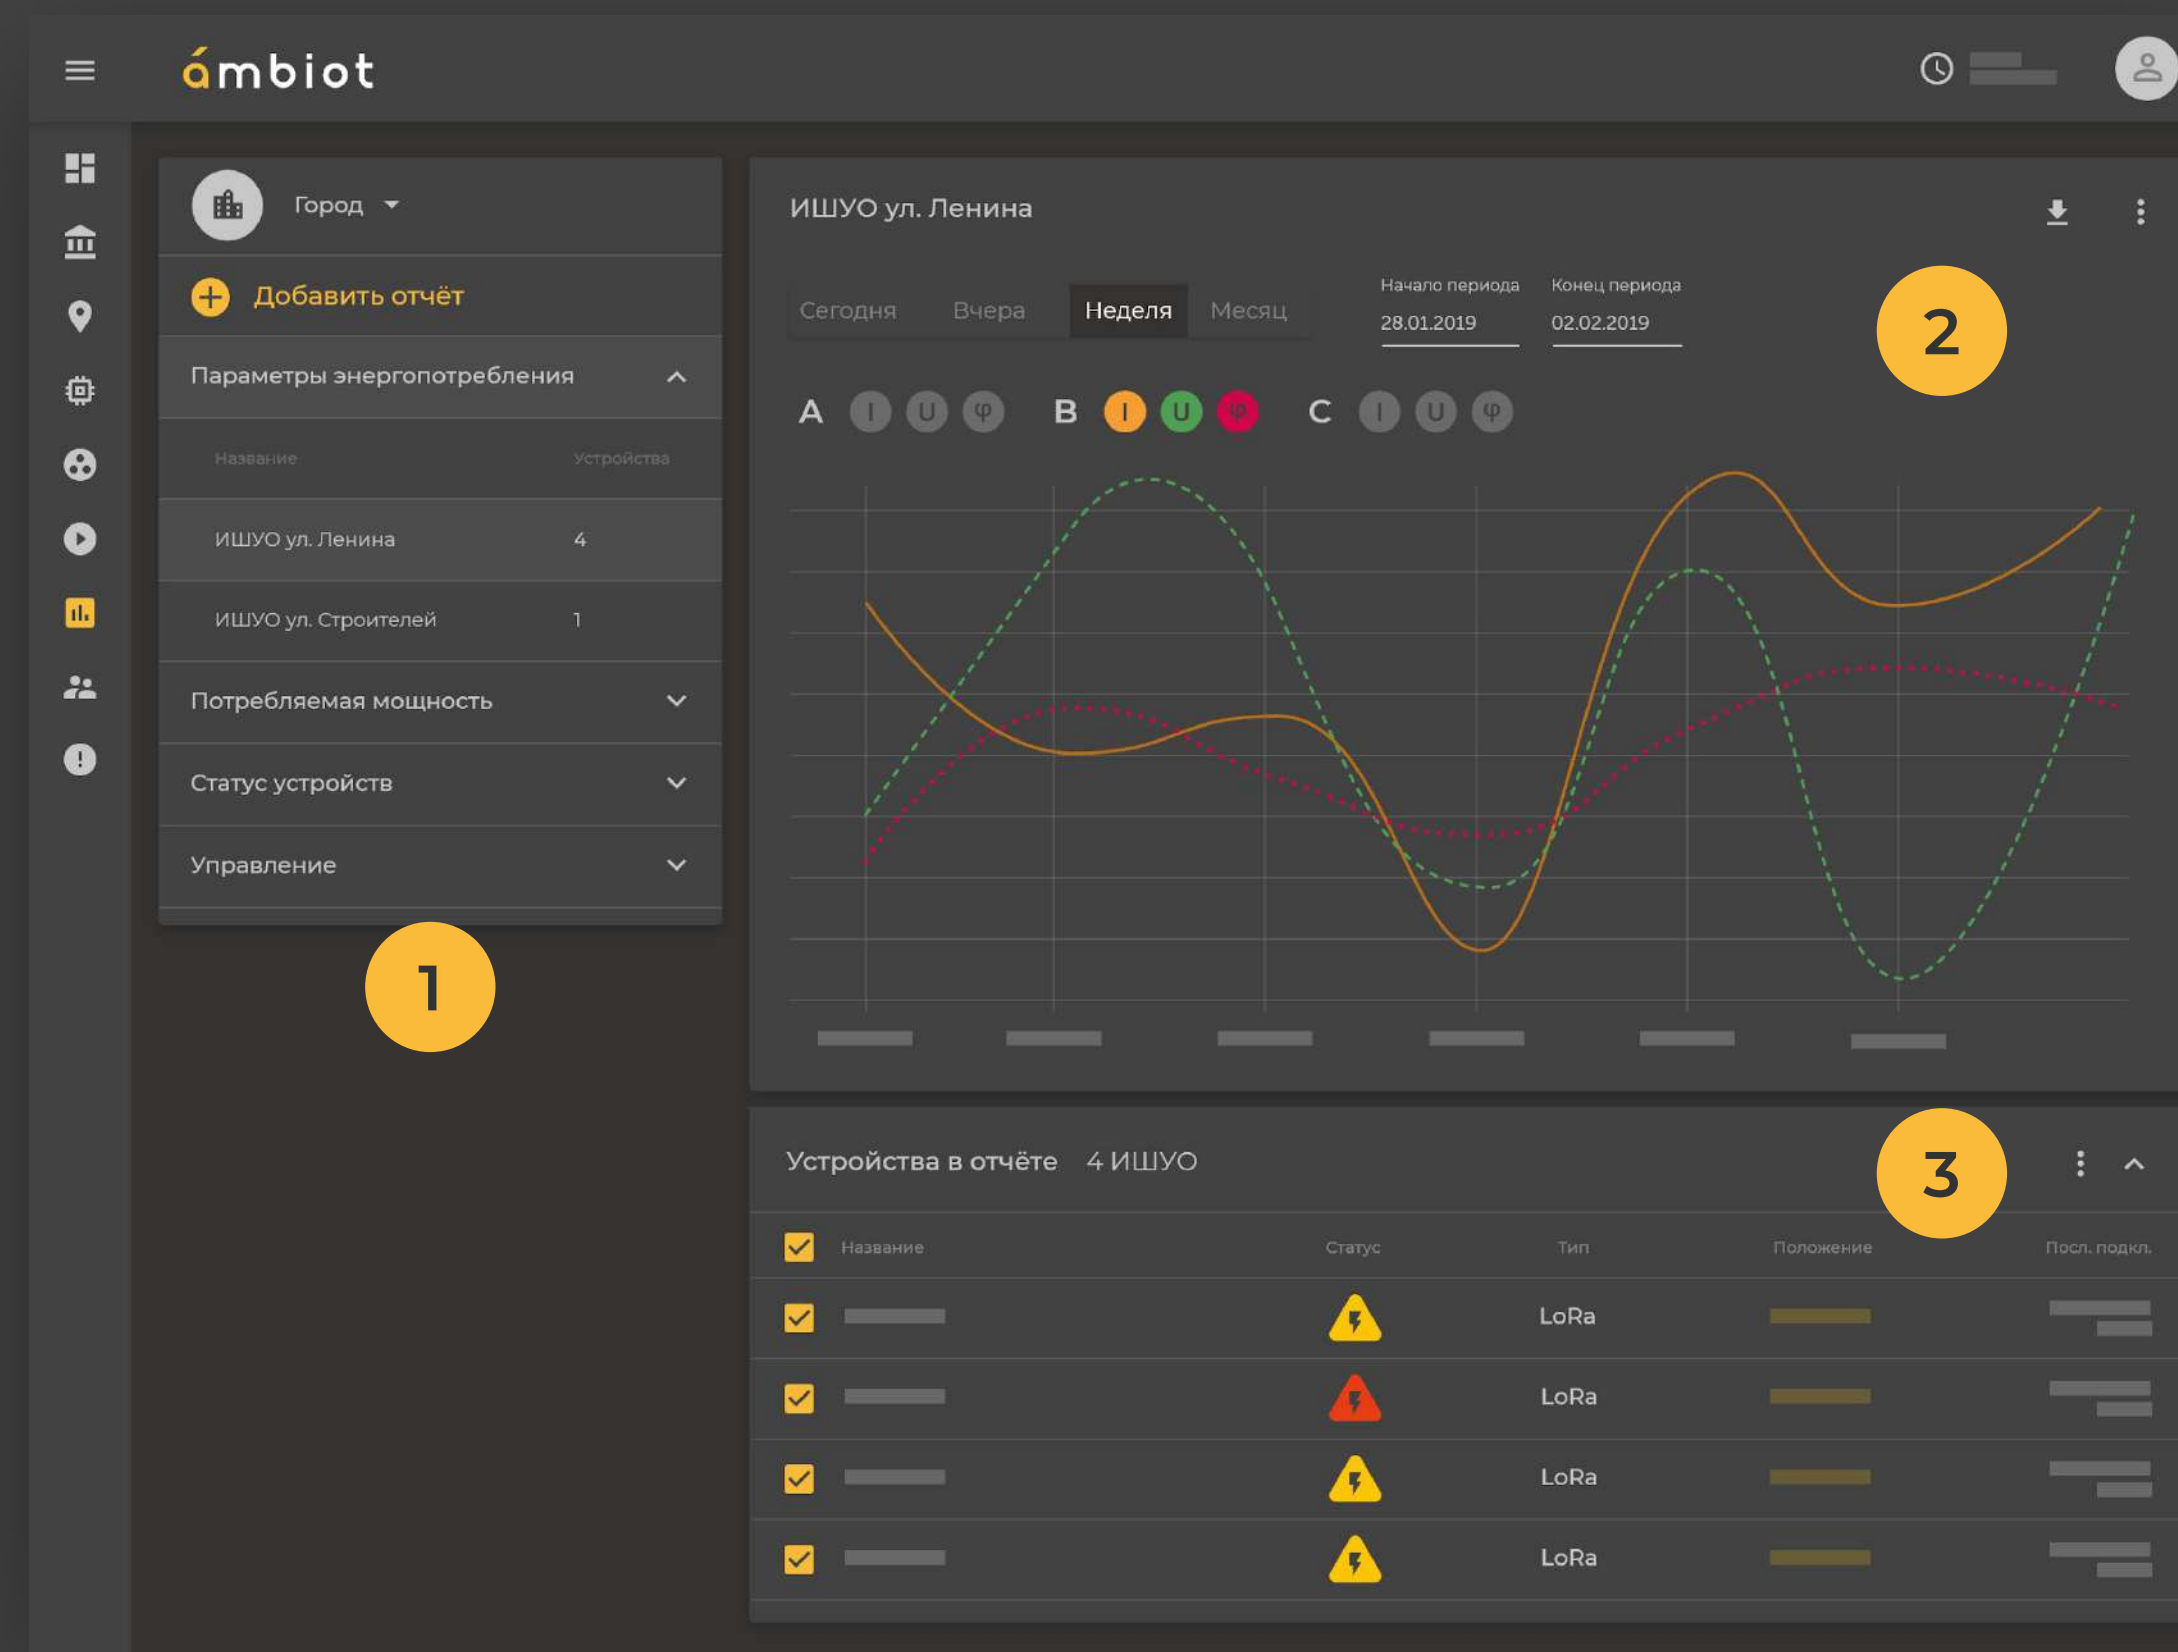 ámbiot
Город
Добавить отчёт
Параметры энергопотребления
Название Устройства
ИШУО ул. Ленина 4
ИШУО ул. Строителей 1
Потребляемая мощность
Статус устройств
Управление
1
ИШУО ул. Ленина
Сегодня Вчера Неделя Месяц
Начало периода Конец периода
28.01.2019 02.02.2019
2
A I U φ B I U φ C I U φ
Устройства в отчёте 4 ИШУО
3
Название Статус Тип Положение Посл. подкл.
LoRa
LoRa
LoRa
LoRa